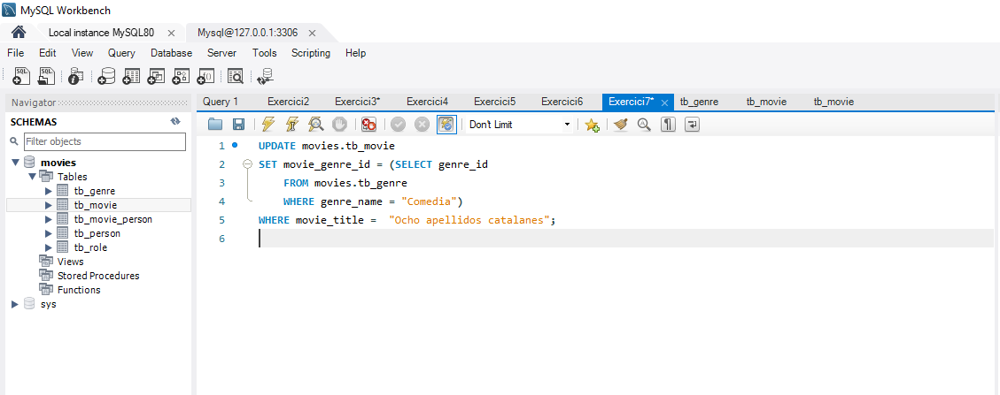 MySQL Workbench
Local instance MySQL80 Mysql@127.0.0.1:3306
File Edit View Query Database Server Tools Scripting Help
Navigator
SCHEMAS
Filter objects
movies
Tables
tb_genre
tb_movie
tb_movie_person
tb_person
tb_role
Views
Stored Procedures
Functions
sys
Query 1 Exercici2 Exercici3* Exercici4 Exercici5 Exercici6 Exercici7* tb_genre tb_movie tb_movie
Don't Limit
1 UPDATE movies.tb_movie
2 SET movie_genre_id = (SELECT genre_id
3 FROM movies.tb_genre
4 WHERE genre_name = "Comedia")
5 WHERE movie_title = "Ocho apellidos catalanes";
6